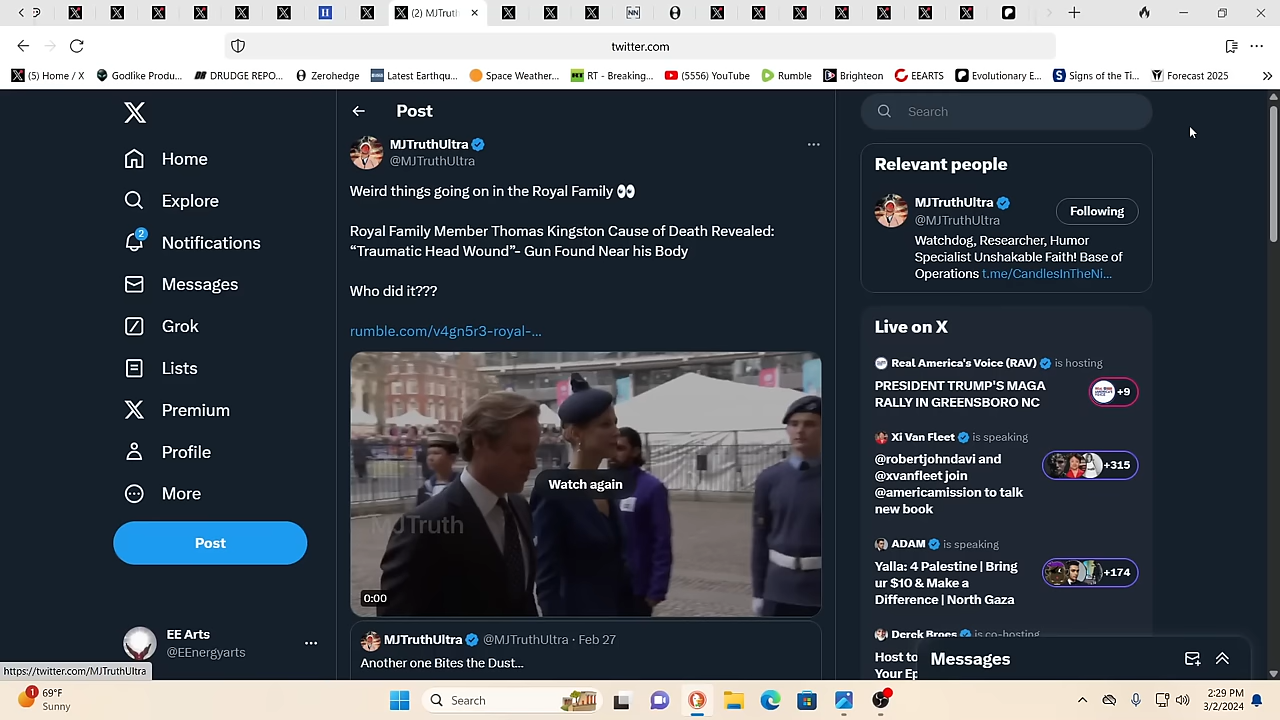 (2) MJTruth
twitter.com
(5) Home / X
Godlike Produ...
DRUDGE REPO...
Zerohedge
Latest Earthqu...
Space Weather...
RT - Breaking...
(5556) YouTube
Rumble
Brighteon
EEARTS
Evolutionary E...
Signs of the Ti...
Forecast 2025
Home
Explore
2
Notifications
Messages
Grok
Lists
Premium
Profile
More
Post
EE Arts
@EEnergyarts
https://twitter.com/MJTruthUltra
Post
MJTruthUltra
@MJTruthUltra
Weird things going on in the Royal Family 👀
Royal Family Member Thomas Kingston Cause of Death Revealed:
“Traumatic Head Wound”- Gun Found Near his Body
Who did it???
rumble.com/v4gn5r3-royal-...
Watch again
MJTruth
0:00
MJTruthUltra @MJTruthUltra · Feb 27
Another one Bites the Dust...
Search
Relevant people
MJTruthUltra
@MJTruthUltra
Following
Watchdog, Researcher, Humor
Specialist Unshakable Faith! Base of
Operations t.me/CandlesInTheNi...
Live on X
Real America's Voice (RAV) is hosting
PRESIDENT TRUMP'S MAGA
RALLY IN GREENSBORO NC
+9
Xi Van Fleet is speaking
@robertjohndavi and
@xvanfleet join
@americamission to talk
new book
+315
ADAM is speaking
Yalla: 4 Palestine | Bring
ur $10 & Make a
Difference | North Gaza
+174
Derek Broes is co-hosting
Host to
Your Ep
Messages
1
69°F
Sunny
Search
2:29 PM
3/2/2024